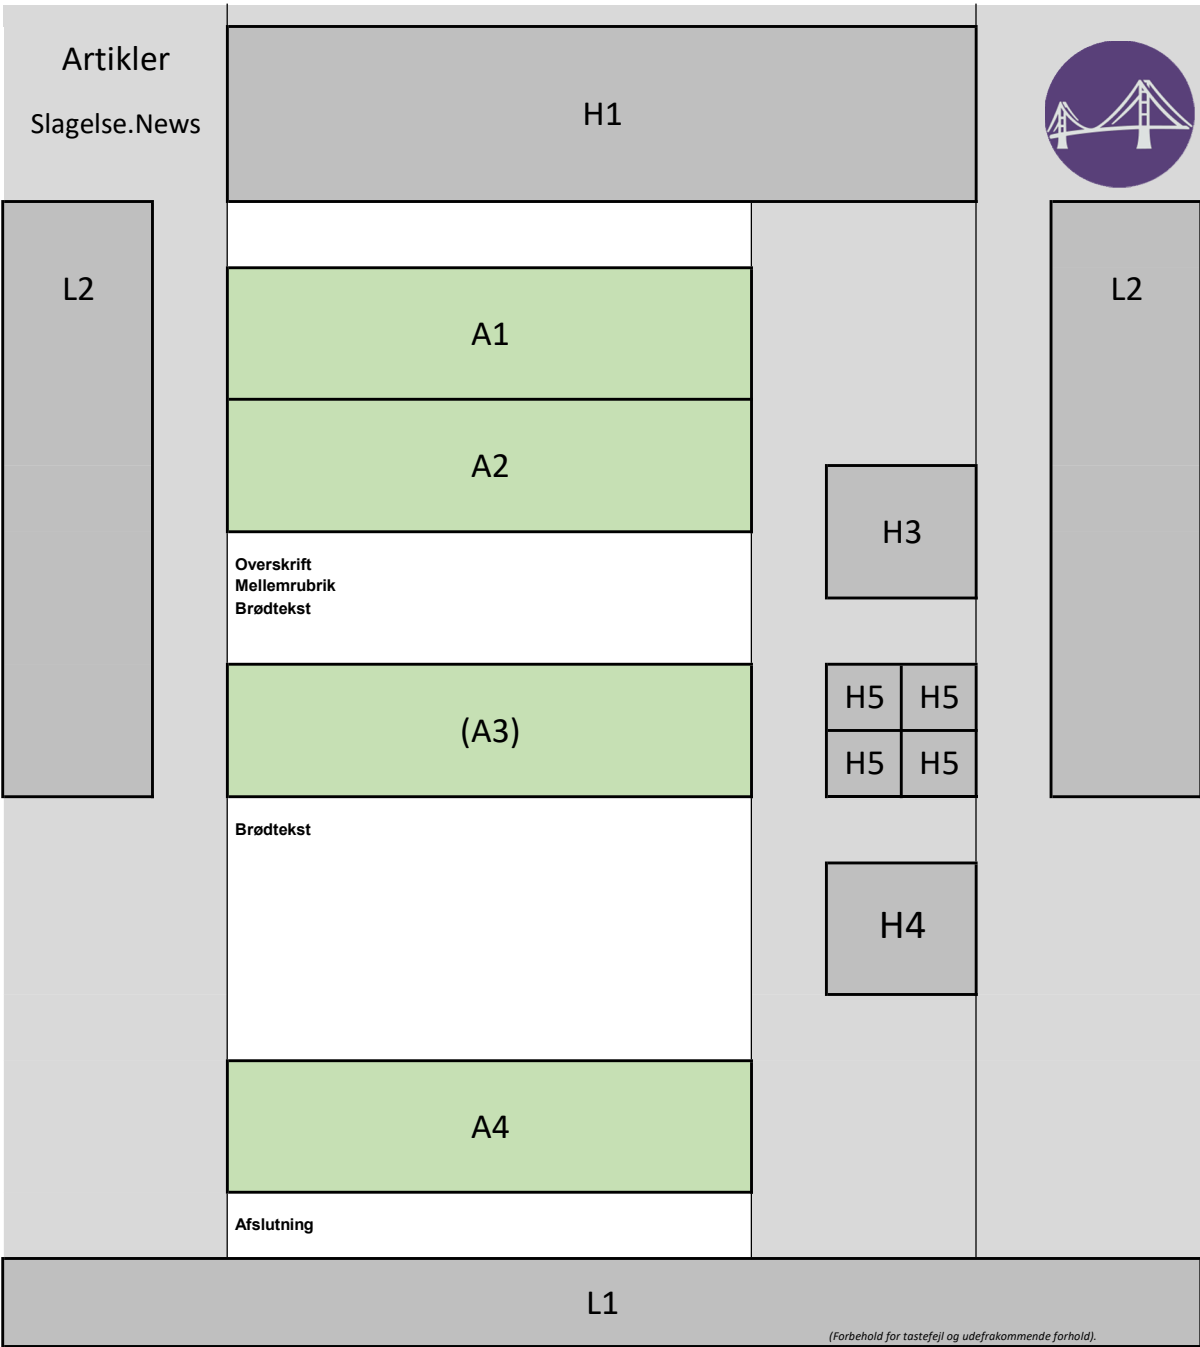 Artikler
Slagelse.News
H1
L2
L2
A1
A2
H3
Overskrift
Mellemrubrik
Brødtekst
(A3)
H5 H5
H5 H5
Brødtekst
H4
A4
Afslutning
L1
(Forbehold for tastefejl og udefrakommende forhold).